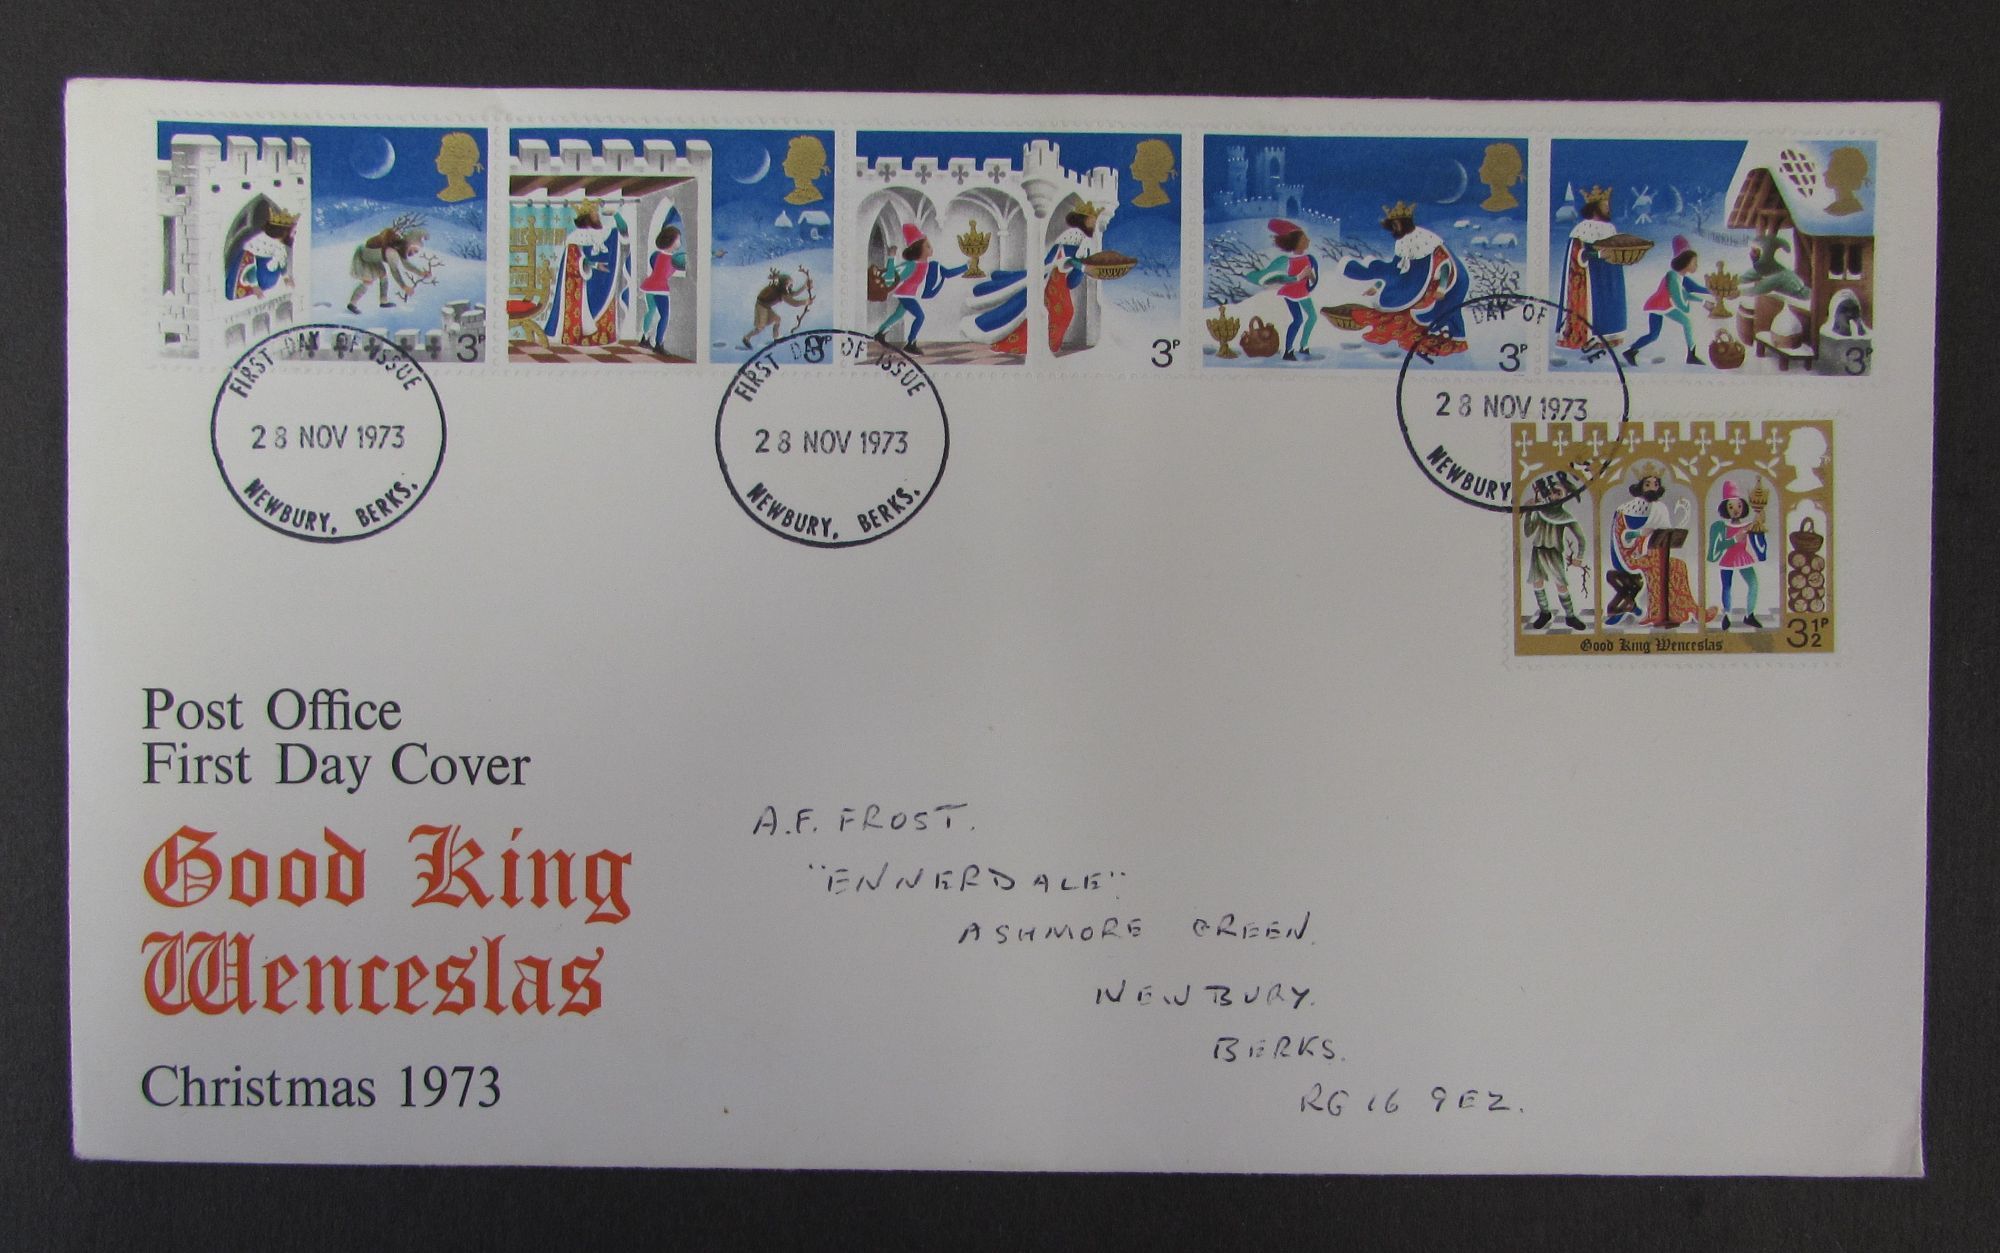 3P
3P
3P
3P
3P
FIRST DAY OF ISSUE
28 NOV 1973
NEWBURY, BERKS.
FIRST DAY OF ISSUE
28 NOV 1973
NEWBURY, BERKS.
FIRST DAY OF ISSUE
28 NOV 1973
NEWBURY, BERKS.
Good King Wenceslas
3½P
Post Office
First Day Cover
Good King
Wenceslas
Christmas 1973
A.F. FROST.
"ENNERDALE".
ASHMORE GREEN.
NEWBURY.
BERKS.
RG16 9EZ.